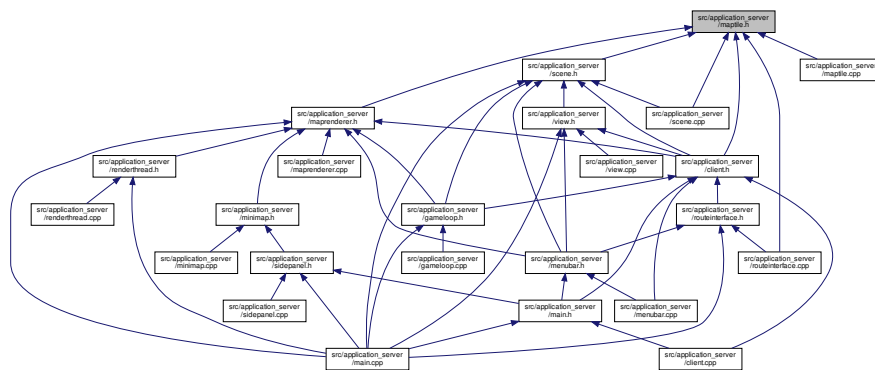 src/application_server
/maptile.h
src/application_server
/scene.h
src/application_server
/maptile.cpp
src/application_server
/maprenderer.h
src/application_server
/view.h
src/application_server
/scene.cpp
src/application_server
/renderthread.h
src/application_server
/maprenderer.cpp
src/application_server
/view.cpp
src/application_server
/client.h
src/application_server
/renderthread.cpp
src/application_server
/minimap.h
src/application_server
/gameloop.h
src/application_server
/routeinterface.h
src/application_server
/minimap.cpp
src/application_server
/sidepanel.h
src/application_server
/gameloop.cpp
src/application_server
/menubar.h
src/application_server
/routeinterface.cpp
src/application_server
/sidepanel.cpp
src/application_server
/main.h
src/application_server
/menubar.cpp
src/application_server
/main.cpp
src/application_server
/client.cpp